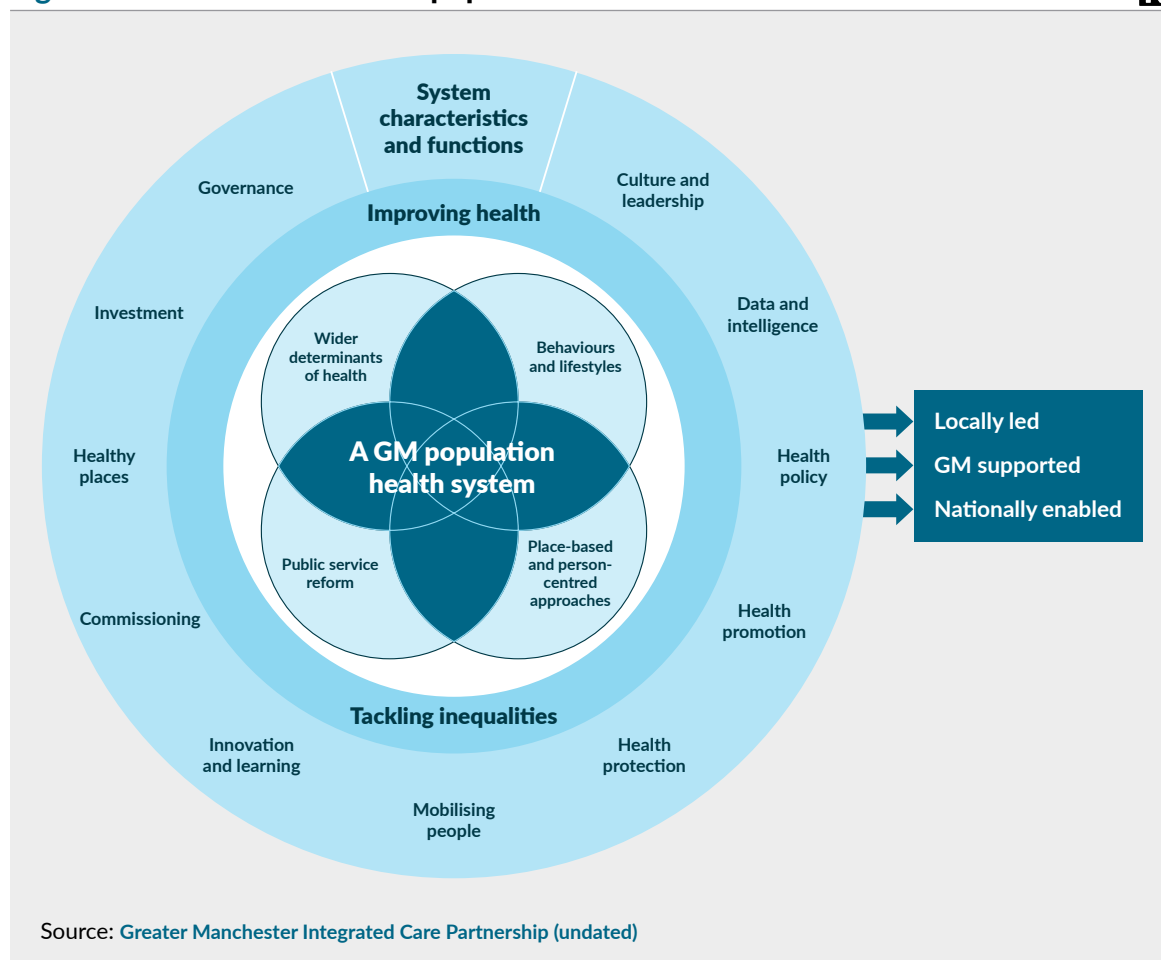 System
characteristics
and functions
Governance
Culture and
leadership
Improving health
Investment
Data and
intelligence
Wider
determinants
of health
Behaviours
and lifestyles
A GM population
health system
Healthy
places
Health
policy
Locally led
GM supported
Nationally enabled
Public service
reform
Place-based
and person-
centred
approaches
Commissioning
Health
promotion
Tackling inequalities
Innovation
and learning
Health
protection
Mobilising
people
Source: Greater Manchester Integrated Care Partnership (undated)